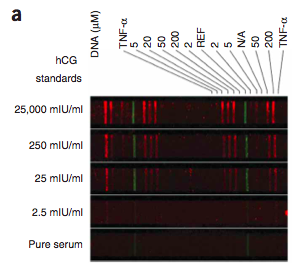 a
DNA (μM)
TNF-α
5
20
50
200
2
REF
2
5
N/A
50
200
TNF-α
hCG
standards
25,000 mIU/ml
250 mIU/ml
25 mIU/ml
2.5 mIU/ml
Pure serum